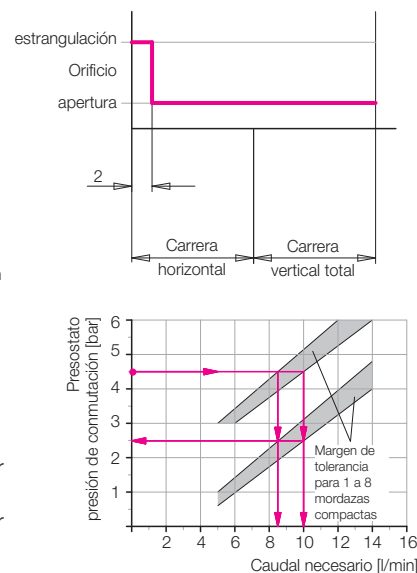 estrangulación
Orificio
apertura
2
Carrera
horizontal
Carrera
vertical total
n
Presostato
presión de conmutación [bar]
6
5
4
3
2
1
Margen de
tolerancia
para 1 a 8
mordazas
compactas
r
r
2 4 6 8 10 12 14 16
Caudal necesario [l/min]